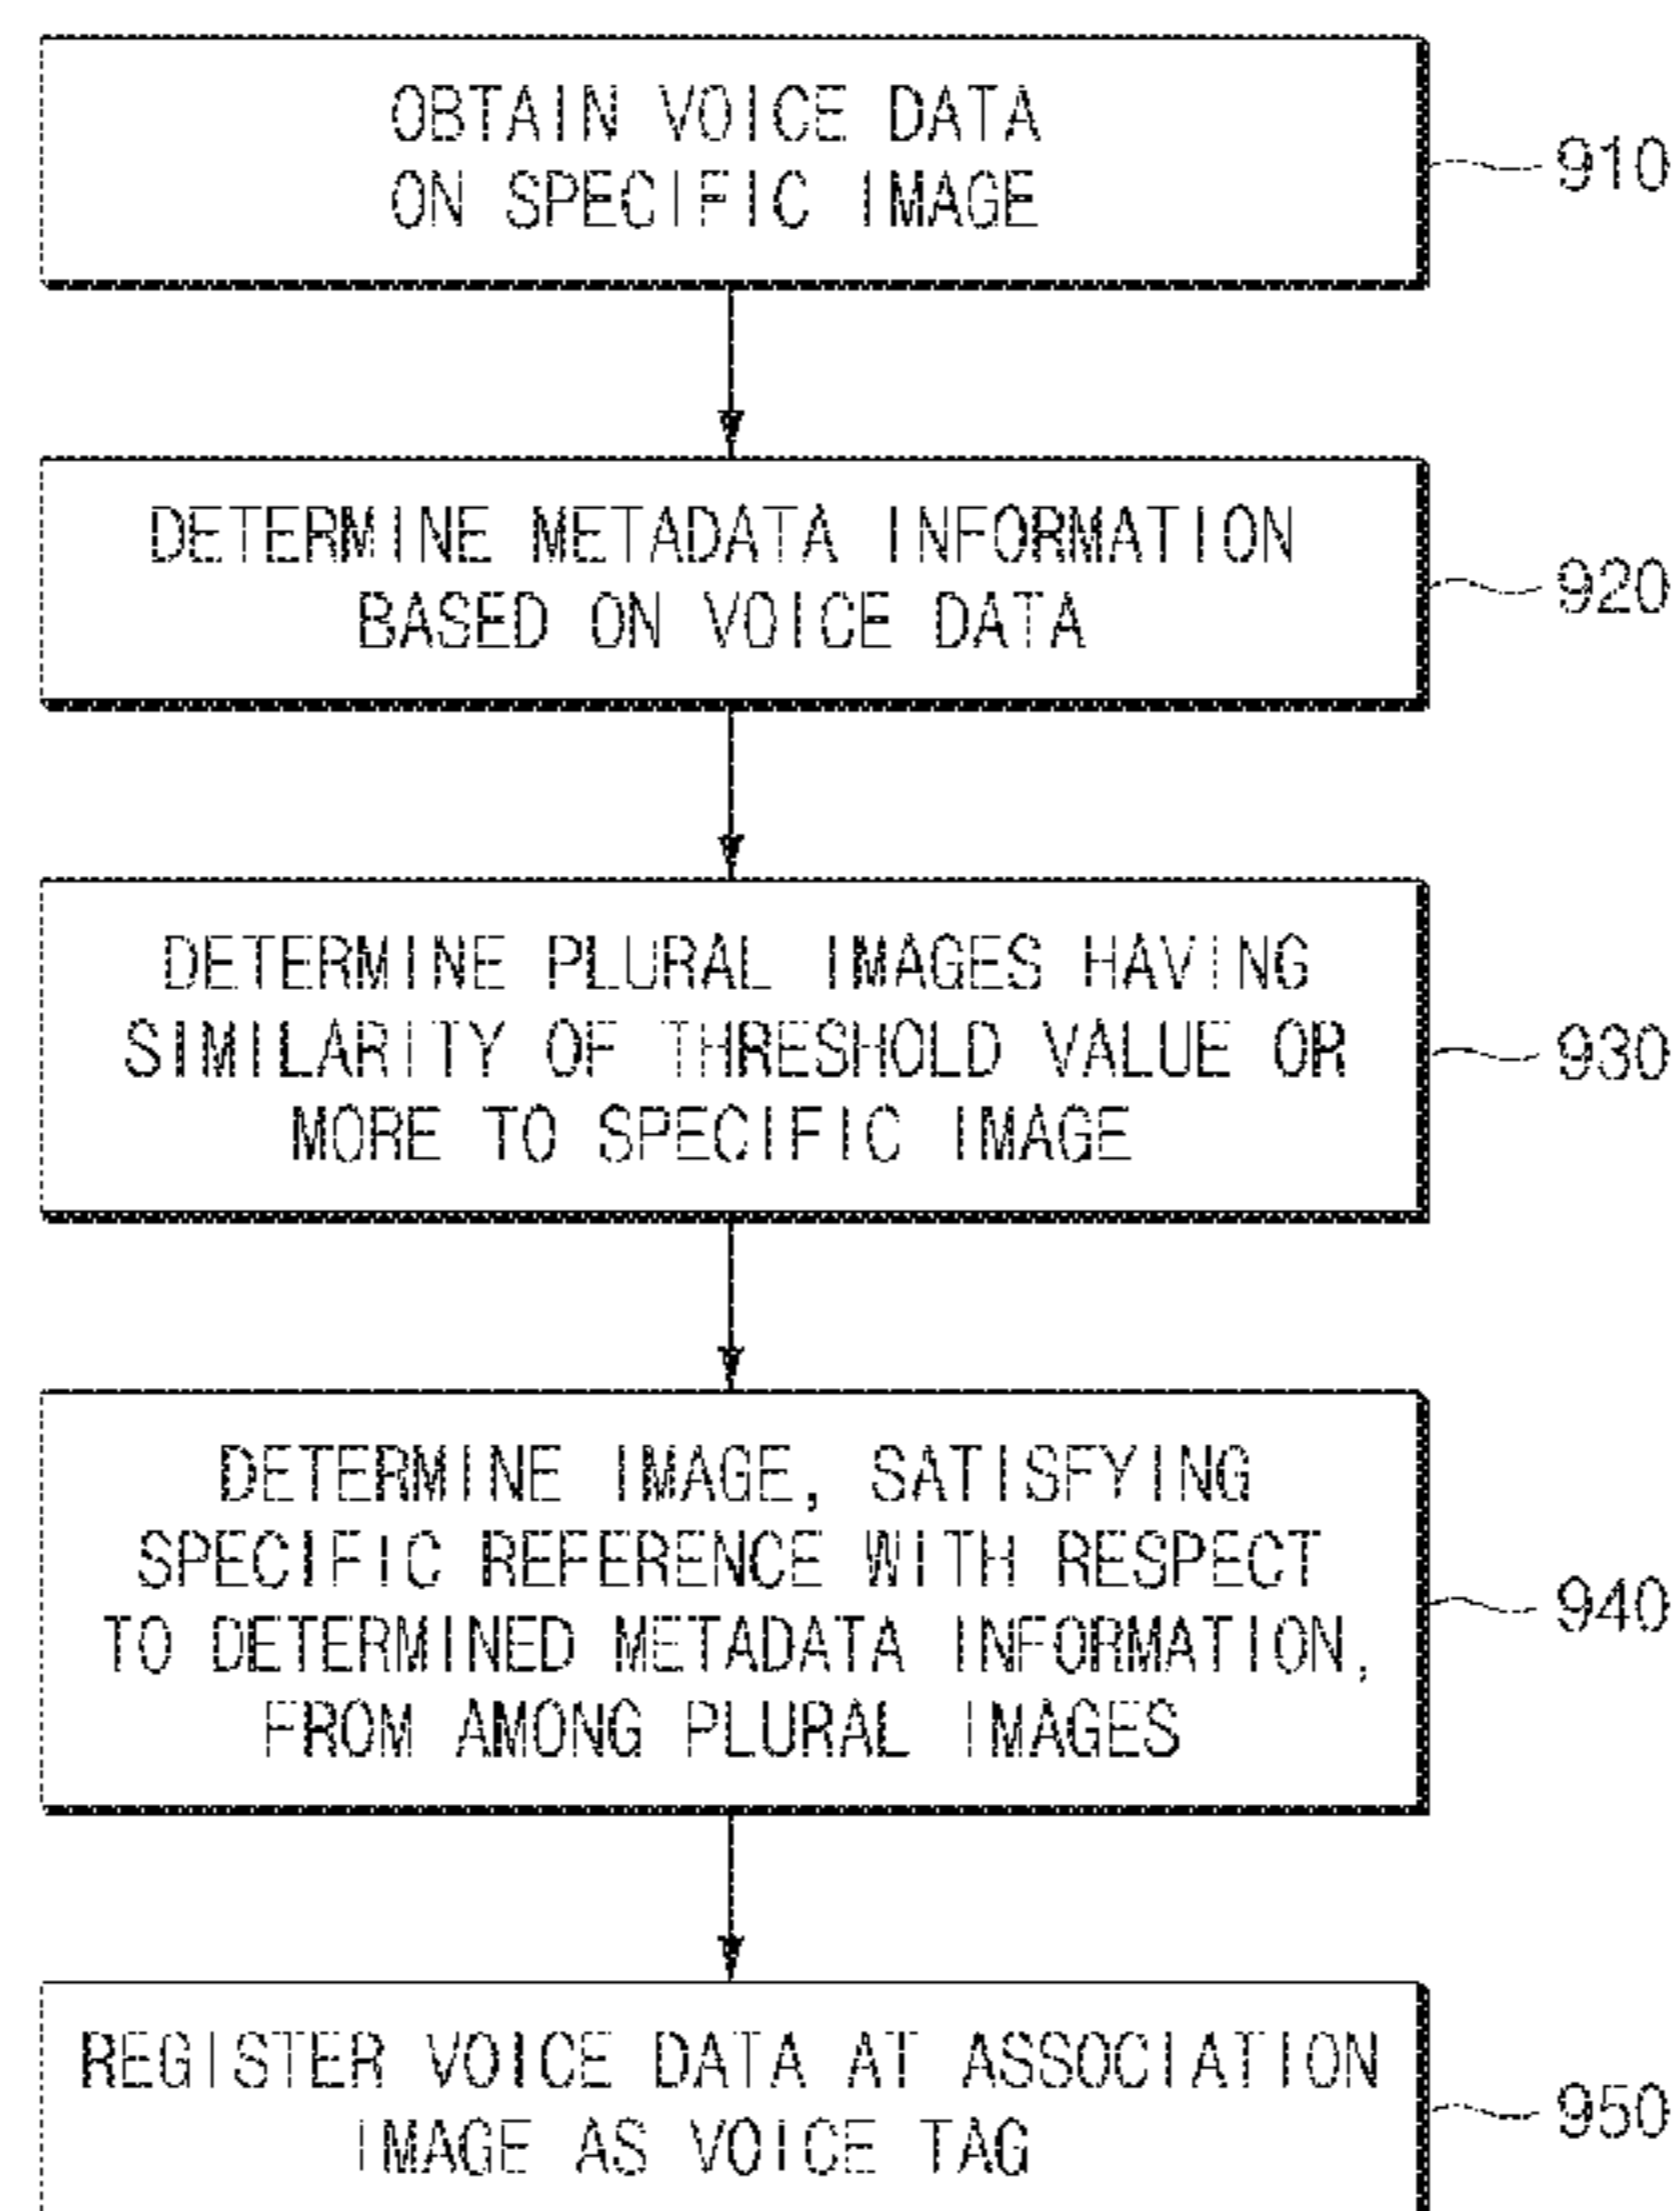 OBTAIN VOICE DATA
ON SPECIFIC IMAGE
910
DETERMINE METADATA INFORMATION
BASED ON VOICE DATA
920
DETERMINE PLURAL IMAGES HAVING
SIMILARITY OF THRESHOLD VALUE OR
MORE TO SPECIFIC IMAGE
930
DETERMINE IMAGE, SATISFYING
SPECIFIC REFERENCE WITH RESPECT
TO DETERMINED METADATA INFORMATION,
FROM AMONG PLURAL IMAGES
940
REGISTER VOICE DATA AT ASSOCIATION
IMAGE AS VOICE TAG
950